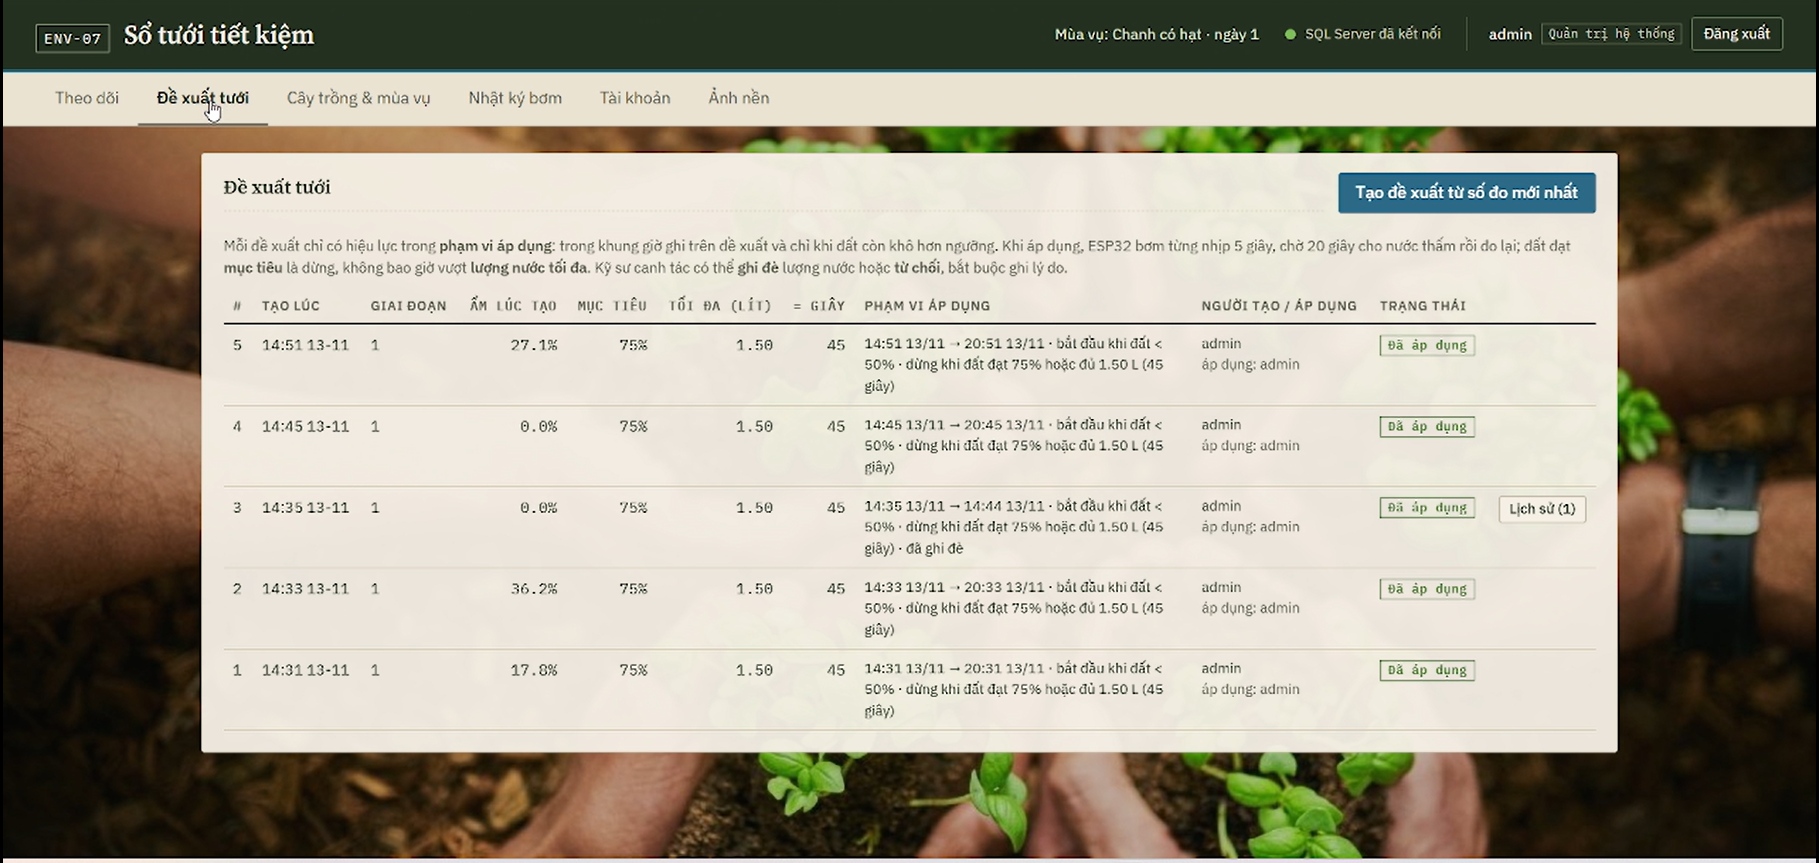 ENV-07 Sổ tưới tiết kiệm Mùa vụ: Chanh có hạt · ngày 1 SQL Server đã kết nối admin Quản trị hệ thống Đăng xuất
Theo dõi Đề xuất tưới Cây trồng & mùa vụ Nhật ký bơm Tài khoản Ảnh nền
Đề xuất tưới Tạo đề xuất từ số đo mới nhất
Mỗi đề xuất chỉ có hiệu lực trong phạm vi áp dụng: trong khung giờ ghi trên đề xuất và chỉ khi đất còn khô hơn ngưỡng. Khi áp dụng, ESP32 bơm từng nhịp 5 giây, chờ 20 giây cho nước thấm rồi đo lại; đất đạt
mục tiêu là dừng, không bao giờ vượt lượng nước tối đa. Kỹ sư canh tác có thể ghi đè lượng nước hoặc từ chối, bắt buộc ghi lý do.
# TẠO LÚC GIAI ĐOẠN ẨM LÚC TẠO MỤC TIÊU TỐI ĐA (LÍT) = GIÂY PHẠM VI ÁP DỤNG NGƯỜI TẠO / ÁP DỤNG TRẠNG THÁI
5 14:51 13-11 1 27.1% 75% 1.50 45 14:51 13/11 → 20:51 13/11 · bắt đầu khi đất < admin Đã áp dụng
50% · dừng khi đất đạt 75% hoặc đủ 1.50 L (45 áp dụng: admin
giây)
4 14:45 13-11 1 0.0% 75% 1.50 45 14:45 13/11 → 20:45 13/11 · bắt đầu khi đất < admin Đã áp dụng
50% · dừng khi đất đạt 75% hoặc đủ 1.50 L (45 áp dụng: admin
giây)
3 14:35 13-11 1 0.0% 75% 1.50 45 14:35 13/11 → 14:44 13/11 · bắt đầu khi đất < admin Đã áp dụng Lịch sử (1)
50% · dừng khi đất đạt 75% hoặc đủ 1.50 L (45 áp dụng: admin
giây) · đã ghi đè
2 14:33 13-11 1 36.2% 75% 1.50 45 14:33 13/11 → 20:33 13/11 · bắt đầu khi đất < admin Đã áp dụng
50% · dừng khi đất đạt 75% hoặc đủ 1.50 L (45 áp dụng: admin
giây)
1 14:31 13-11 1 17.8% 75% 1.50 45 14:31 13/11 → 20:31 13/11 · bắt đầu khi đất < admin Đã áp dụng
50% · dừng khi đất đạt 75% hoặc đủ 1.50 L (45 áp dụng: admin
giây)